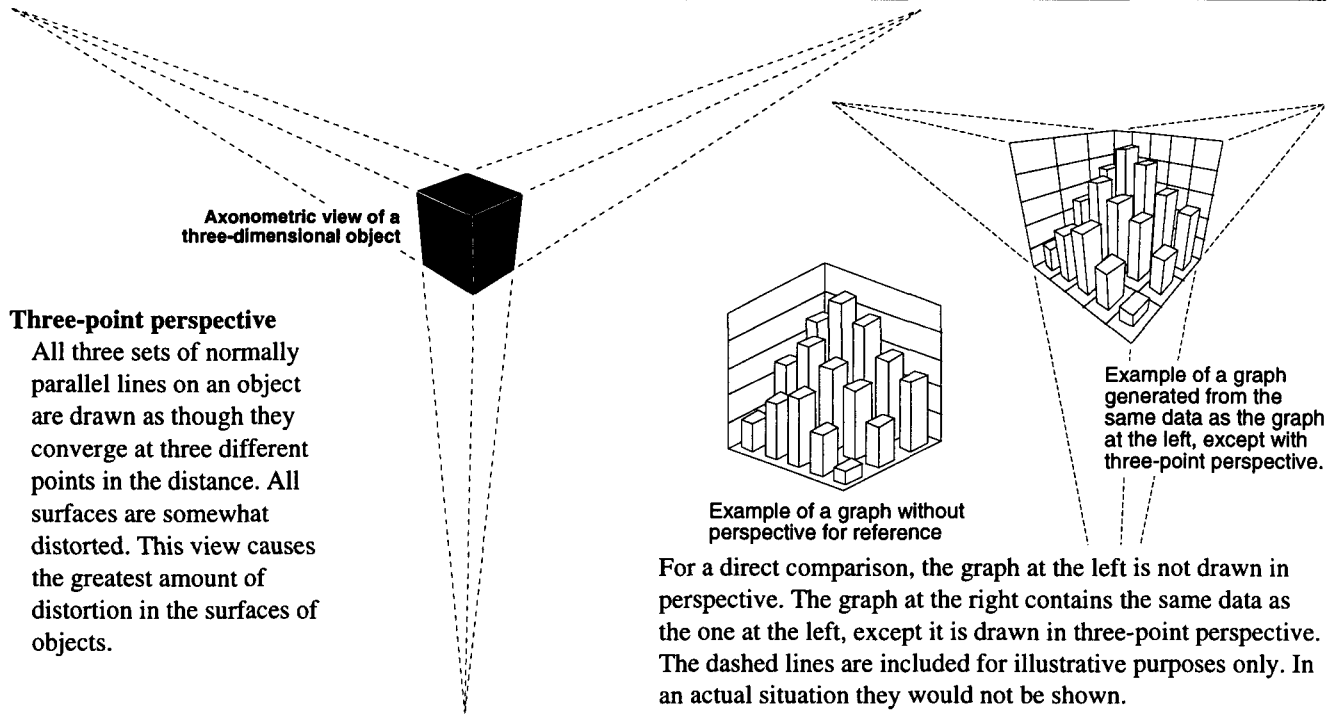 Axonometric view of a
three-dimensional object
Three-point perspective
All three sets of normally
parallel lines on an object
are drawn as though they
converge at three different
points in the distance. All
surfaces are somewhat
distorted. This view causes
the greatest amount of
distortion in the surfaces of
objects.
Example of a graph without
perspective for reference
Example of a graph
generated from the
same data as the graph
at the left, except with
three-point perspective.
For a direct comparison, the graph at the left is not drawn in
perspective. The graph at the right contains the same data as
the one at the left, except it is drawn in three-point perspective.
The dashed lines are included for illustrative purposes only. In
an actual situation they would not be shown.